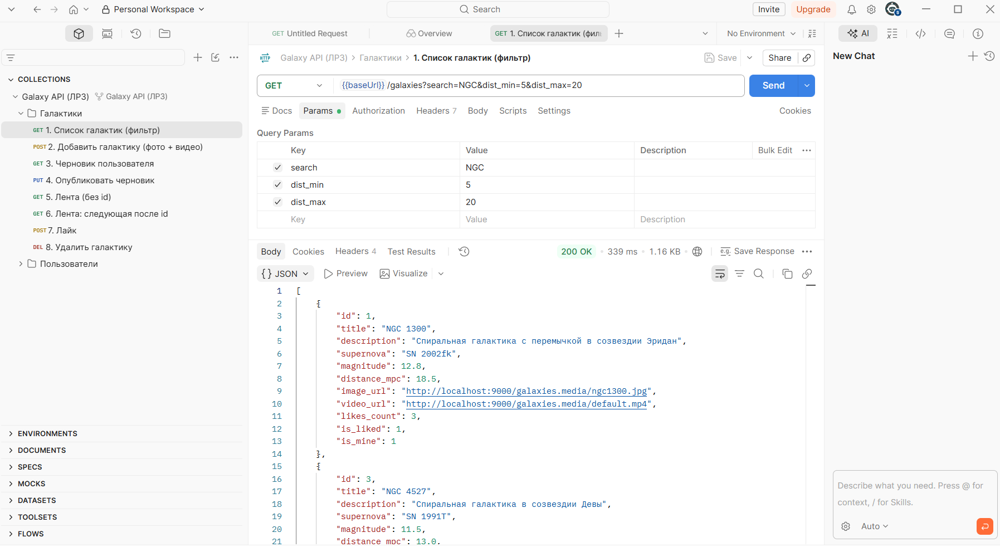 Personal Workspace
Search
Invite
Upgrade
GET Untitled Request
Overview
GET 1. Список галактик (фил
No Environment
AI
Galaxy API (ЛР3) > Галактики > 1. Список галактик (фильтр)
Save
Share
New Chat
COLLECTIONS
Galaxy API (ЛР3) Galaxy API (ЛР3)
Галактики
GET 1. Список галактик (фильтр)
POST 2. Добавить галактику (фото + видео)
GET 3. Черновик пользователя
PUT 4. Опубликовать черновик
GET 5. Лента (без id)
GET 6. Лента: следующая после id
POST 7. Лайк
DEL 8. Удалить галактику
Пользователи
ENVIRONMENTS
DOCUMENTS
SPECS
MOCKS
DATASETS
TOOLSETS
FLOWS
HTTP
GET
{{baseUrl}}/galaxies?search=NGC&dist_min=5&dist_max=20
Send
Docs Params Authorization Headers 7 Body Scripts Settings Cookies
Query Params
Key Value Description Bulk Edit
search NGC
dist_min 5
dist_max 20
Key Value Description
Body Cookies Headers 4 Test Results 200 OK 339 ms 1.16 KB e.g. Save Response
{} JSON Preview Visualize
1 [
2 {
3 "id": 1,
4 "title": "NGC 1300",
5 "description": "Спиральная галактика с перемычкой в созвездии Эридан",
6 "supernova": "SN 2002fk",
7 "magnitude": 12.8,
8 "distance_mpc": 18.5,
9 "image_url": "http://localhost:9000/galaxies.media/ngc1300.jpg",
10 "video_url": "http://localhost:9000/galaxies.media/default.mp4",
11 "likes_count": 3,
12 "is_liked": 1,
13 "is_mine": 1
14 },
15 {
16 "id": 3,
17 "title": "NGC 4527",
18 "description": "Спиральная галактика в созвездии Девы",
19 "supernova": "SN 1991T",
20 "magnitude": 11.5,
21 "distance_mpc": 13.0,
Describe what you need. Press @ for
context, / for Skills.
Auto